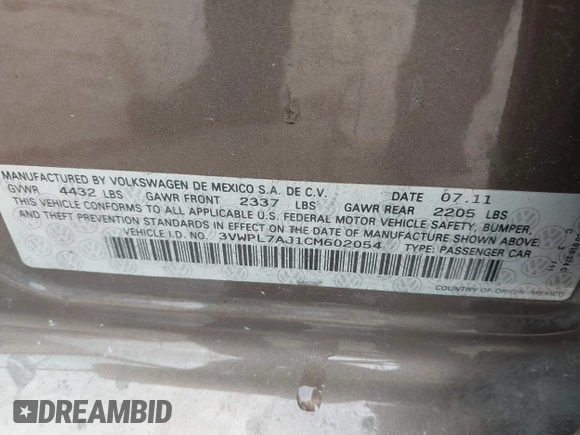 MANUFACTURED BY VOLKSWAGEN DE MEXICO S.A. DE C.V. DATE 07.11
GVWR 4432 LBS GAWR FRONT 2337 LBS GAWR REAR 2205 LBS
THIS VEHICLE CONFORMS TO ALL APPLICABLE U.S. FEDERAL MOTOR VEHICLE SAFETY, BUMPER,
AND THEFT PREVENTION STANDARDS IN EFFECT ON THE DATE OF MANUFACTURE SHOWN ABOVE.
VEHICLE I.D. NO. 3VWPL7AJ1CM602054 TYPE: PASSENGER CAR
COUNTRY OF ORIGIN - MEXICO
DREAMBID